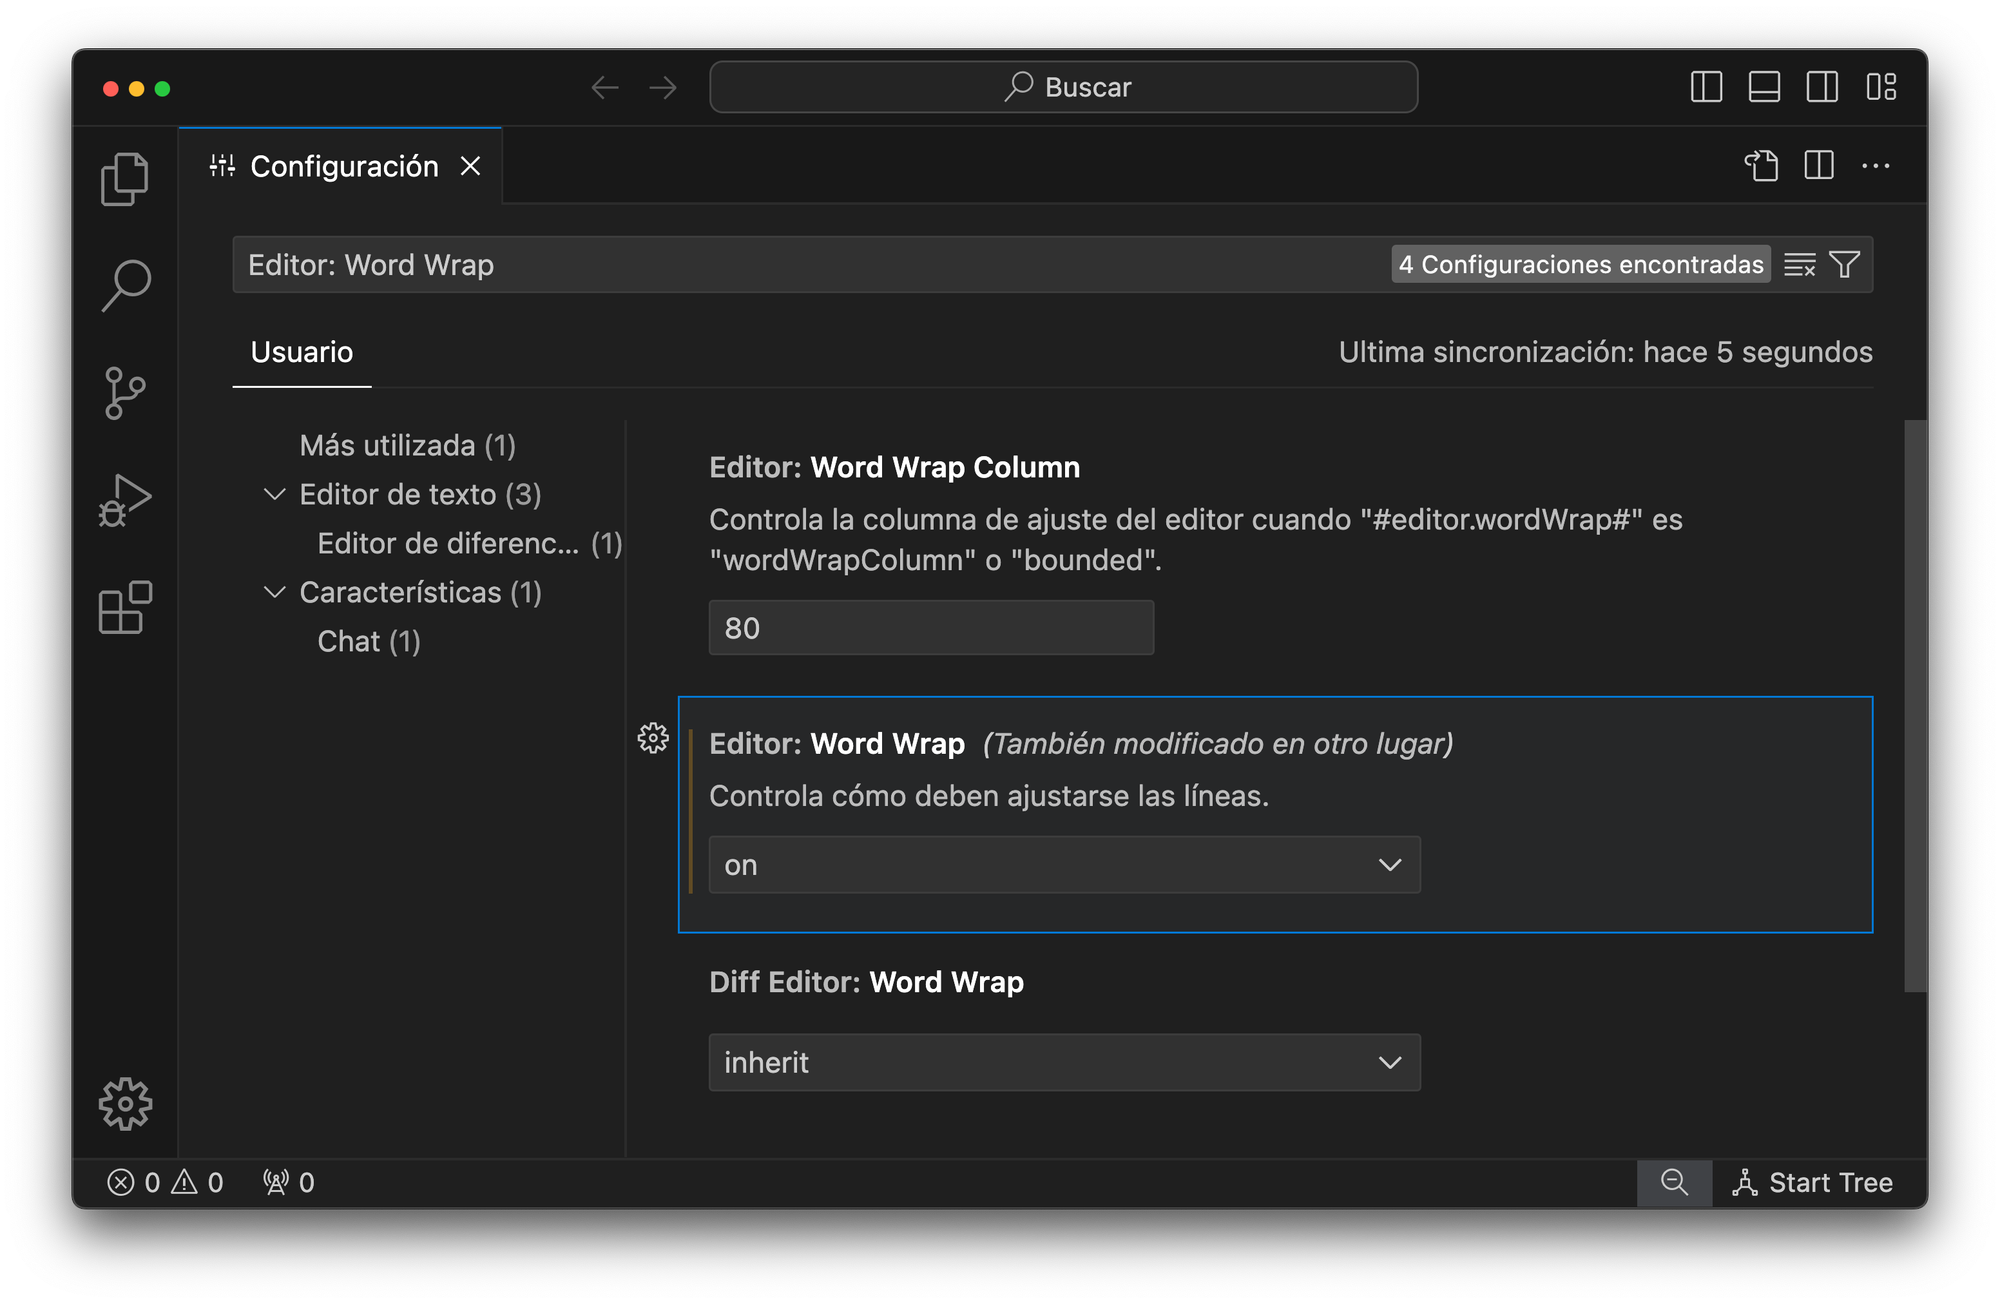 Buscar
Configuración
Editor: Word Wrap
4 Configuraciones encontradas
Usuario
Ultima sincronización: hace 5 segundos
Más utilizada (1)
Editor de texto (3)
Editor de diferenc... (1)
Características (1)
Chat (1)
Editor: Word Wrap Column
Controla la columna de ajuste del editor cuando "#editor.wordWrap#" es
"wordWrapColumn" o "bounded".
80
Editor: Word Wrap (También modificado en otro lugar)
Controla cómo deben ajustarse las líneas.
on
Diff Editor: Word Wrap
inherit
0 0 0
Start Tree